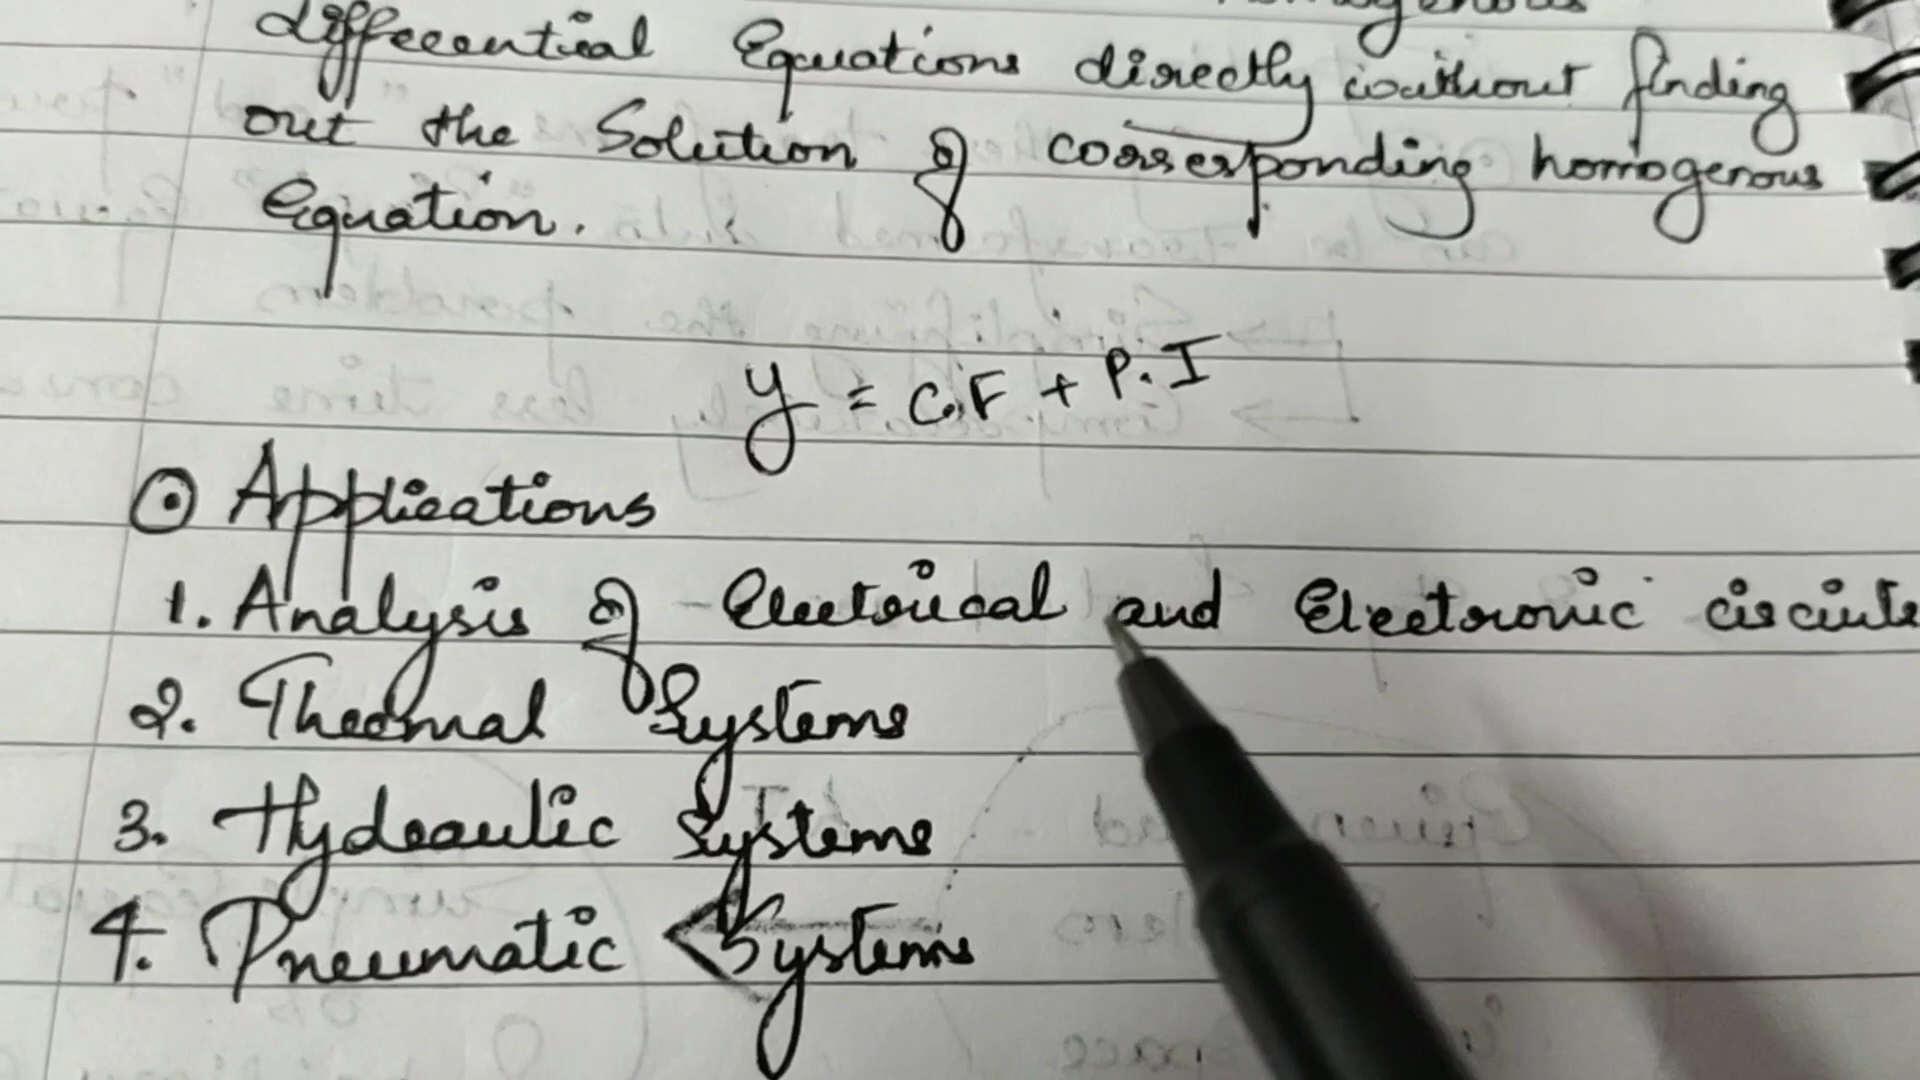 homogenous
differential Equations directly without finding
out the Solution of corresponding homogenous
Equation.
y = C.F + P.I
Applications
1. Analysis of Electrical and Electronic circuits
2. Thermal Systems
3. Hydraulic Systems
4. Pneumatic Systems